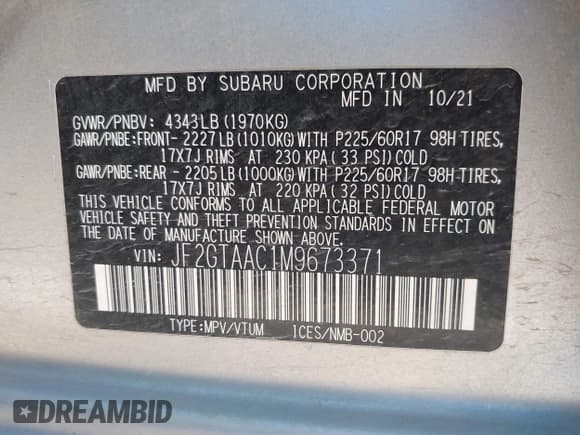 MFD BY SUBARU CORPORATION
MFD IN 10/21
GVWR/PNBV: 4343LB (1970KG)
GAWR/PNBE:FRONT- 2227 LB (1010KG) WITH P225/60R17 98H TIRES,
17X7J RIMS AT 230 KPA (33 PSI) COLD
GAWR/PNBE:REAR - 2205 LB (1000KG) WITH P225/60R17 98H TIRES,
17X7J RIMS AT 220 KPA (32 PSI) COLD
THIS VEHICLE CONFORMS TO ALL APPLICABLE FEDERAL MOTOR
VEHICLE SAFETY AND THEFT PREVENTION STANDARDS IN EFFECT ON
THE DATE OF MANUFACTURE SHOWN ABOVE.
VIN: JF2GTAAC1M9673371
TYPE:MPV/VTUM ICES/NMB-002
DREAMBID